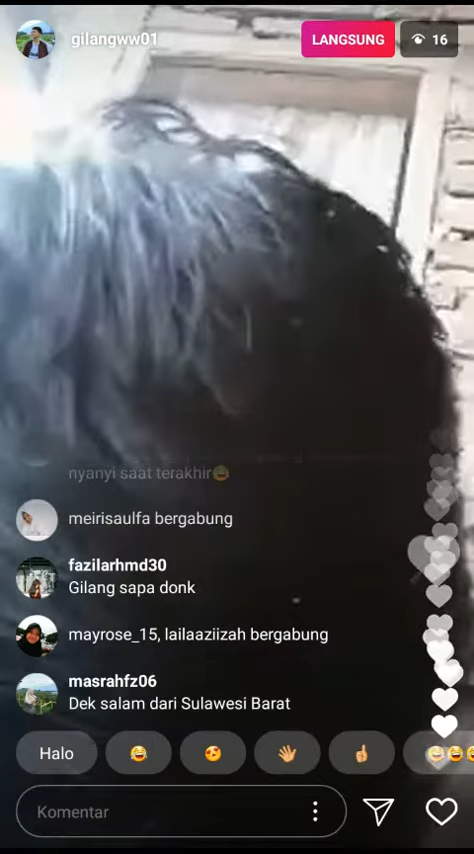 gilangww01
LANGSUNG
16
nyanyi saat terakhir😂
meirisaulfa bergabung
fazilarhmd30
Gilang sapa donk
mayrose_15, lailaaziizah bergabung
masrahfz06
Dek salam dari Sulawesi Barat
Halo
Komentar